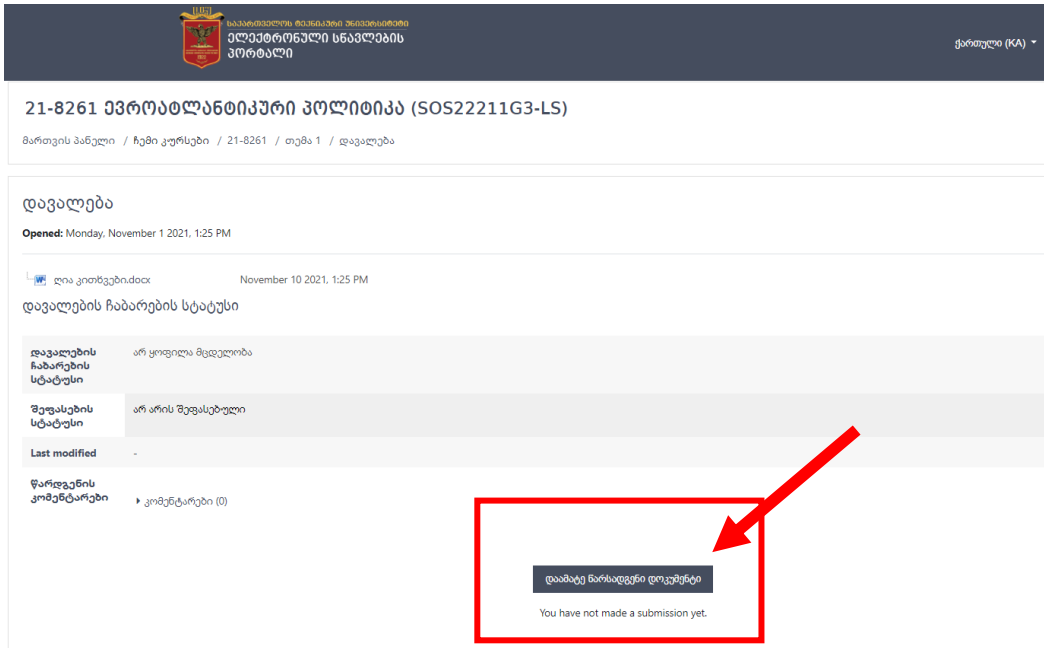 საქართველოს ტექნიკური უნივერსიტეტი
ელექტრონული სწავლების
პორტალი
ქართული (KA)
21-8261 ევროატლანტიკური პოლიტიკა (SOS22211G3-LS)
მართვის პანელი / ჩემი კურსები / 21-8261 / თემა 1 / დავალება
დავალება
Opened: Monday, November 1 2021, 1:25 PM
ღია კითხვები.docx November 10 2021, 1:25 PM
დავალების ჩაბარების სტატუსი
დავალების
ჩაბარების
სტატუსი
არ ყოფილა მცდელობა
შეფასების
სტატუსი
არ არის შეფასებული
Last modified -
წარდგენის
კომენტარები
კომენტარები (0)
დაამატე წარსადგენი დოკუმენტი
You have not made a submission yet.